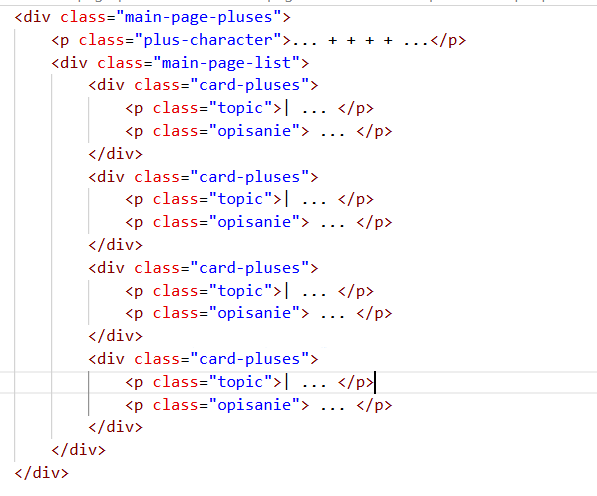 <div class="main-page-pluses">
<p class="plus-character">... + + + + ...</p>
<div class="main-page-list">
<div class="card-pluses">
<p class="topic">| ... </p>
<p class="opisanie"> ... </p>
</div>
<div class="card-pluses">
<p class="topic">| ... </p>
<p class="opisanie"> ... </p>
</div>
<div class="card-pluses">
<p class="topic">| ... </p>
<p class="opisanie"> ... </p>
</div>
<div class="card-pluses">
<p class="topic">| ... </p>
<p class="opisanie"> ... </p>
</div>
</div>
</div>